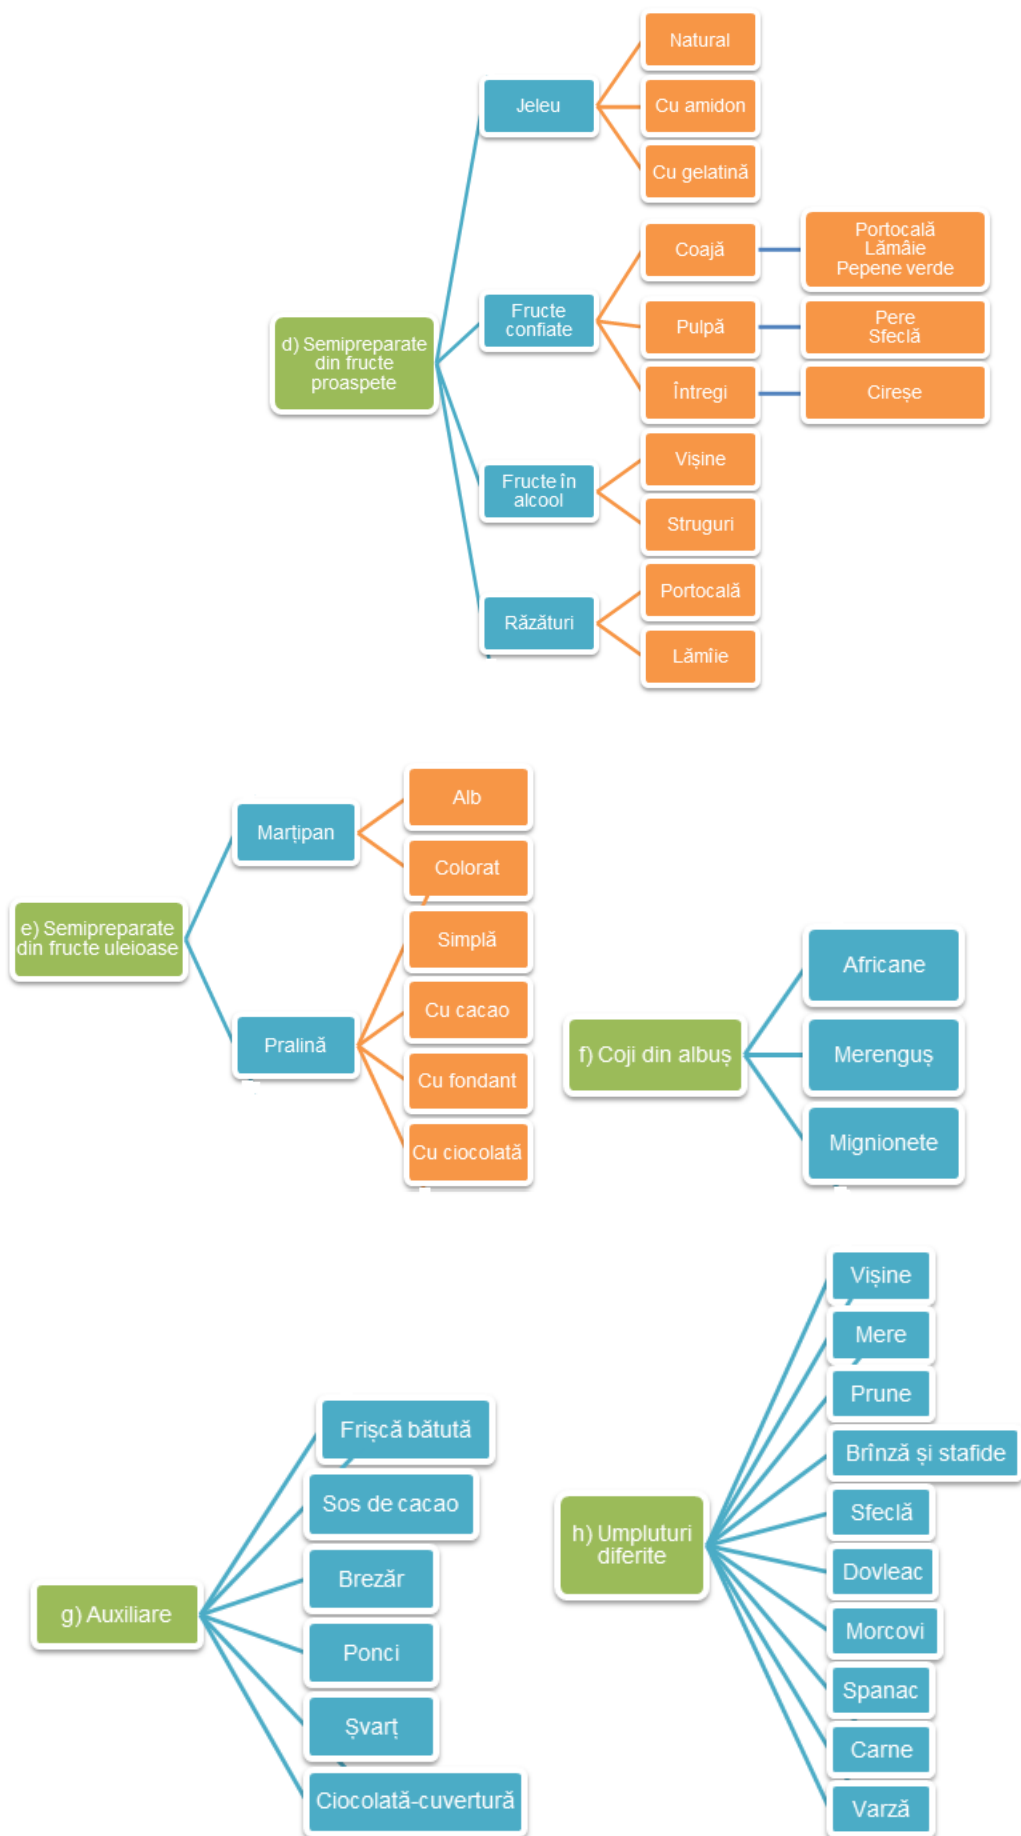 d) Semipreparate
din fructe
proaspete
Jeleu
Natural
Cu amidon
Cu gelatină
Fructe
confiate
Coajă
Portocală
Lămâie
Pepene verde
Pulpă
Pere
Sfeclă
Întregi
Cireșe
Fructe în
alcool
Vișine
Struguri
Răzături
Portocală
Lămîie
e) Semipreparate
din fructe uleioase
Marțipan
Alb
Colorat
Pralină
Simplă
Cu cacao
Cu fondant
Cu ciocolată
f) Coji din albuș
Africane
Merenguș
Mignionete
g) Auxiliare
Frișcă bătută
Sos de cacao
Brezăr
Ponci
Șvarț
Ciocolată-cuvertură
h) Umpluturi
diferite
Vișine
Mere
Prune
Brînză și stafide
Sfeclă
Dovleac
Morcovi
Spanac
Carne
Varză